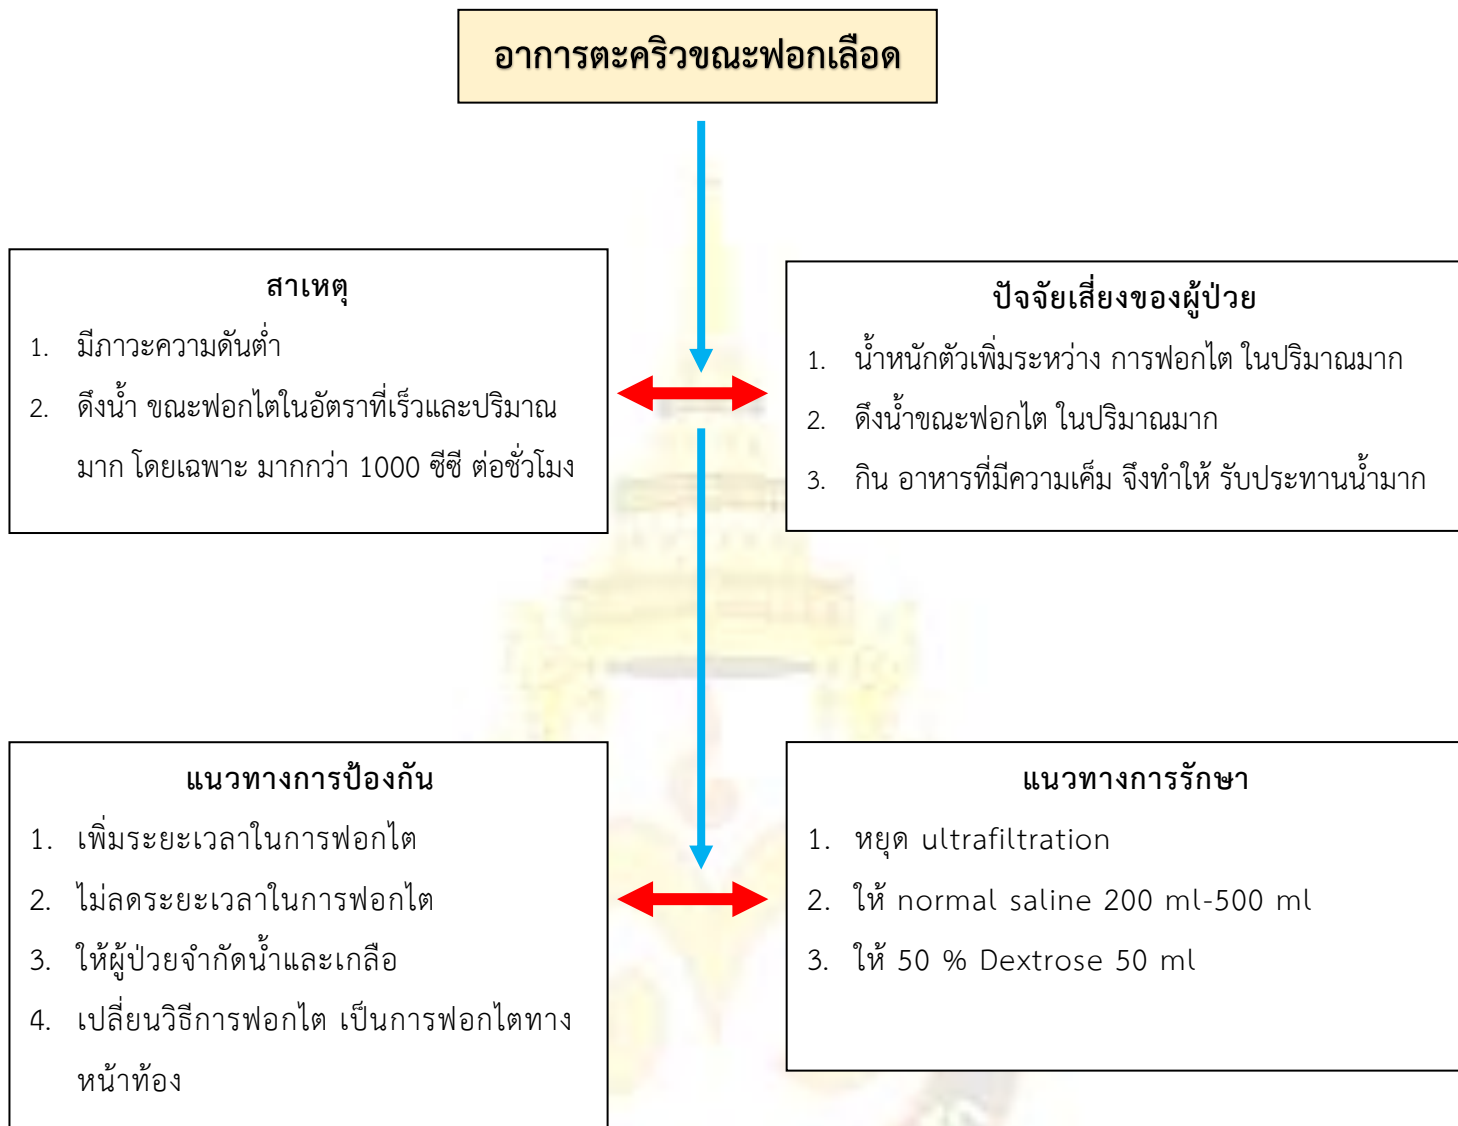 อาการตะคริวขณะฟอกเลือด
สาเหตุ
1. มีภาวะความดันต่ำ
2. ดึงน้ำ ขณะฟอกไตในอัตราที่เร็วและปริมาณ
มาก โดยเฉพาะ มากกว่า 1000 ซีซี ต่อชั่วโมง
ปัจจัยเสี่ยงของผู้ป่วย
1. น้ำหนักตัวเพิ่มระหว่าง การฟอกไต ในปริมาณมาก
2. ดึงน้ำขณะฟอกไต ในปริมาณมาก
3. กิน อาหารที่มีความเค็ม จึงทำให้ รับประทานน้ำมาก
แนวทางการป้องกัน
1. เพิ่มระยะเวลาในการฟอกไต
2. ไม่ลดระยะเวลาในการฟอกไต
3. ให้ผู้ป่วยจำกัดน้ำและเกลือ
4. เปลี่ยนวิธีการฟอกไต เป็นการฟอกไตทาง
หน้าท้อง
แนวทางการรักษา
1. หยุด ultrafiltration
2. ให้ normal saline 200 ml-500 ml
3. ให้ 50 % Dextrose 50 ml